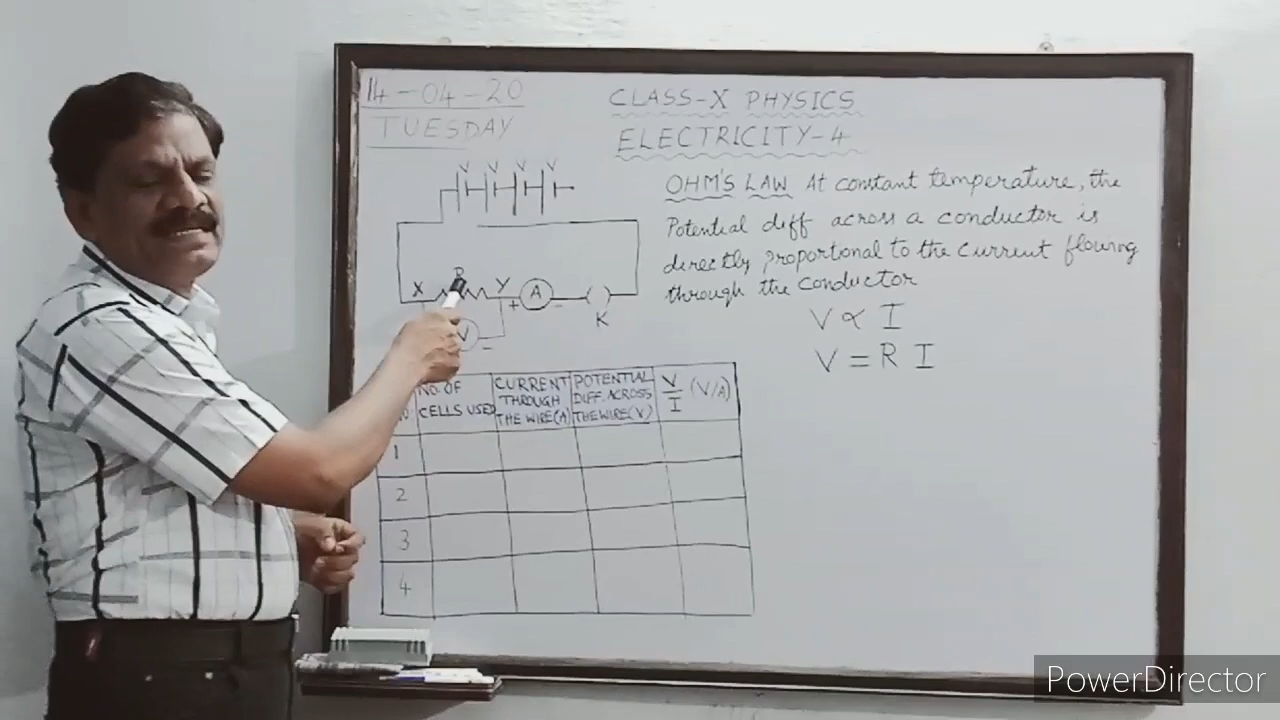 14-04-20
TUESDAY
CLASS-X PHYSICS
ELECTRICITY-4
V V V V
X R Y
+ A -
K
V
-
OHM'S LAW At constant temperature, the
Potential diff across a conductor is
directly proportional to the current flowing
through the conductor
V ∝ I
V = R I
NO. OF
CELLS USED
CURRENT
THROUGH
THE WIRE(A)
POTENTIAL
DIFF. ACROSS
THE WIRE(V)
V/I (V/A)
1
2
3
4
PowerDirector